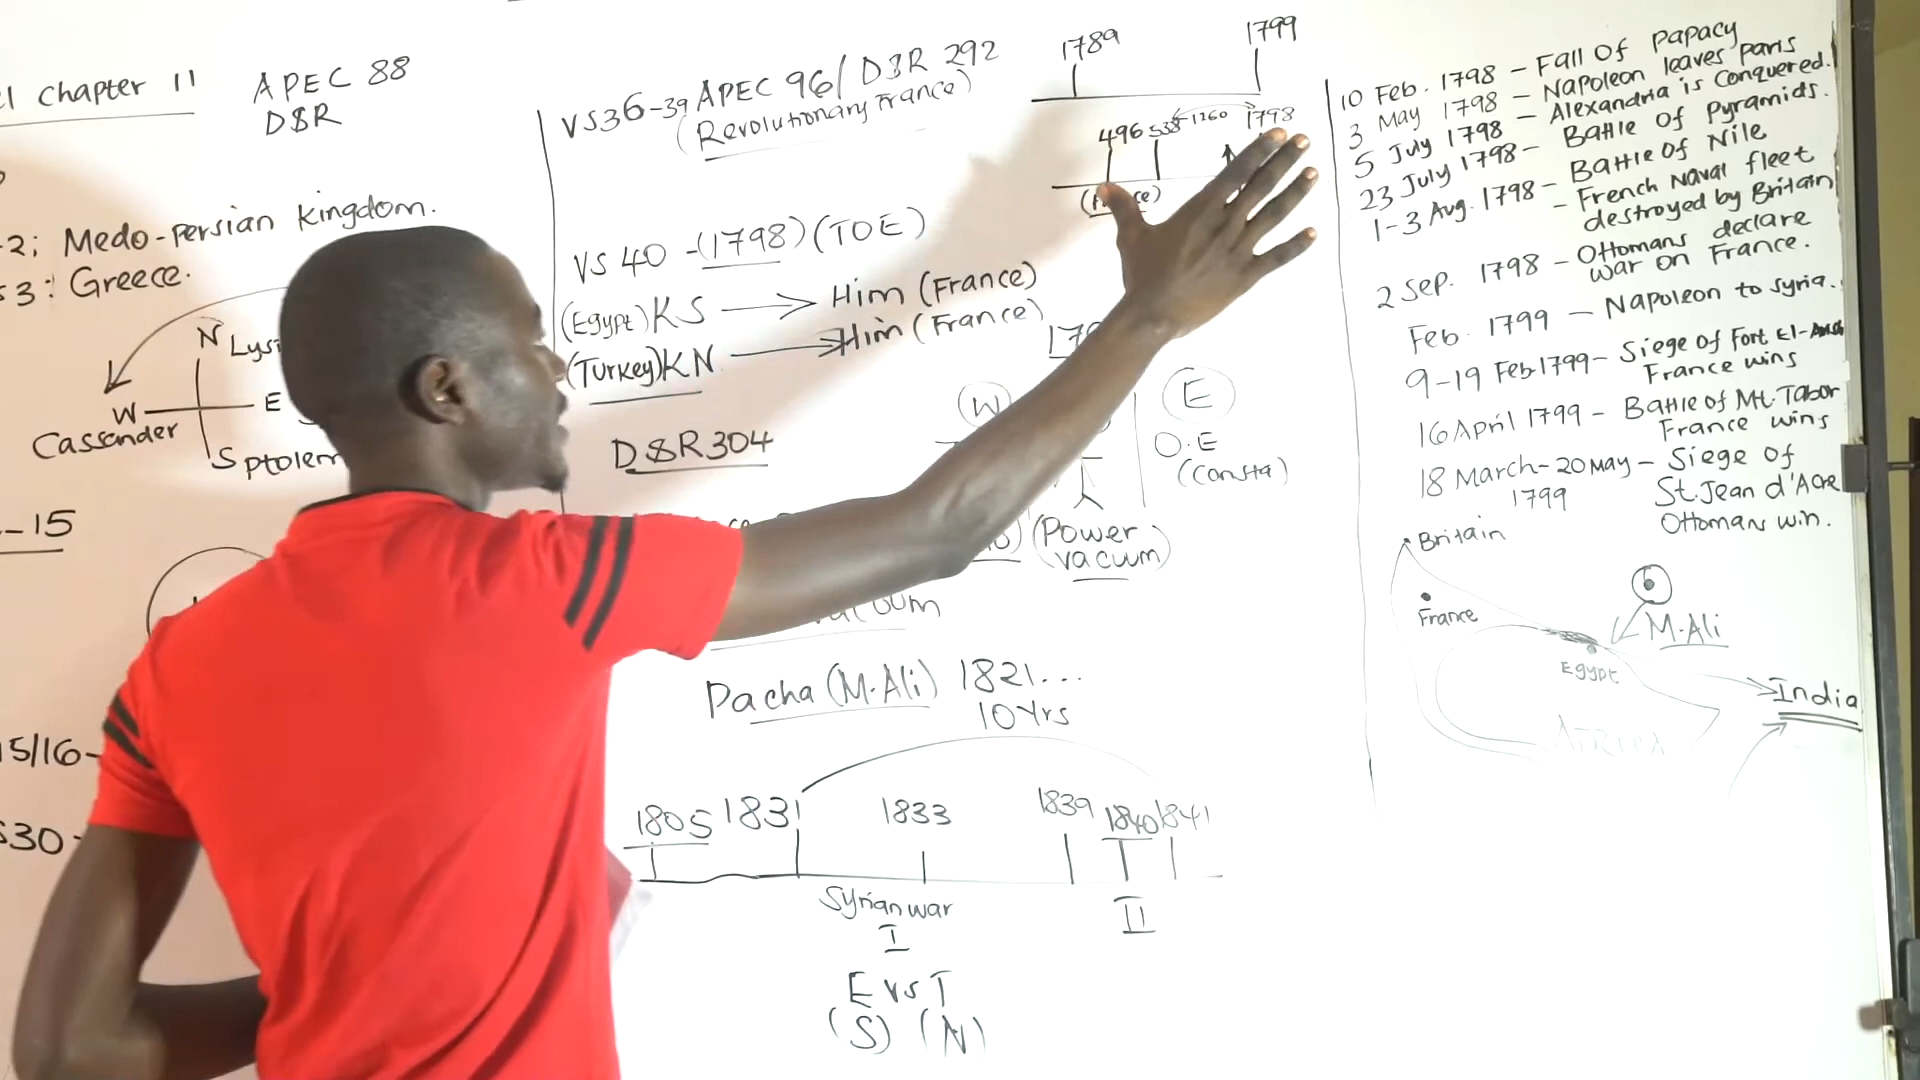 Chapter 11
APEC 88
D&R
-2; Medo-Persian Kingdom.
3: Greece.
N
W
E
Cassander
S
-15
15/16-
30-
VS36-39 APEC 96/ D&R 292
(Revolutionary France)
VS 40 -(1798)(TOE)
(Egypt)KS
Him (France)
(Turkey)KN
Him (France)
D&R304
W
E
O.E
(Consta)
(Power
vacuum)
Pacha (M.Ali) 1821...
10 Yrs
1805
1831
1833
1839
1840
1841
Syrian war
I
II
E vs T
(S) (N)
1789
1799
496
538
1260
1798
10 Feb. 1798 - Fall Of Papacy
3 May 1798 - Napoleon leaves paris
5 July 1798 - Alexandria is Conquered.
23 July 1798 - Battle of Pyramids.
1-3 Aug. 1798 - Battle Of Nile
- French Naval fleet
destroyed by Britain
2 Sep. 1798 - Ottomans declare
war on France.
Feb. 1799 - Napoleon to Syria.
9-19 Feb 1799 - Siege of Fort El-Arish
France wins
16 April 1799 - Battle of Mt. Tabor
France wins
18 March-20 May - Siege of
1799
St. Jean d'Acre
Ottomans win.
Britain
France
6
M.Ali
Egypt
India
Africa